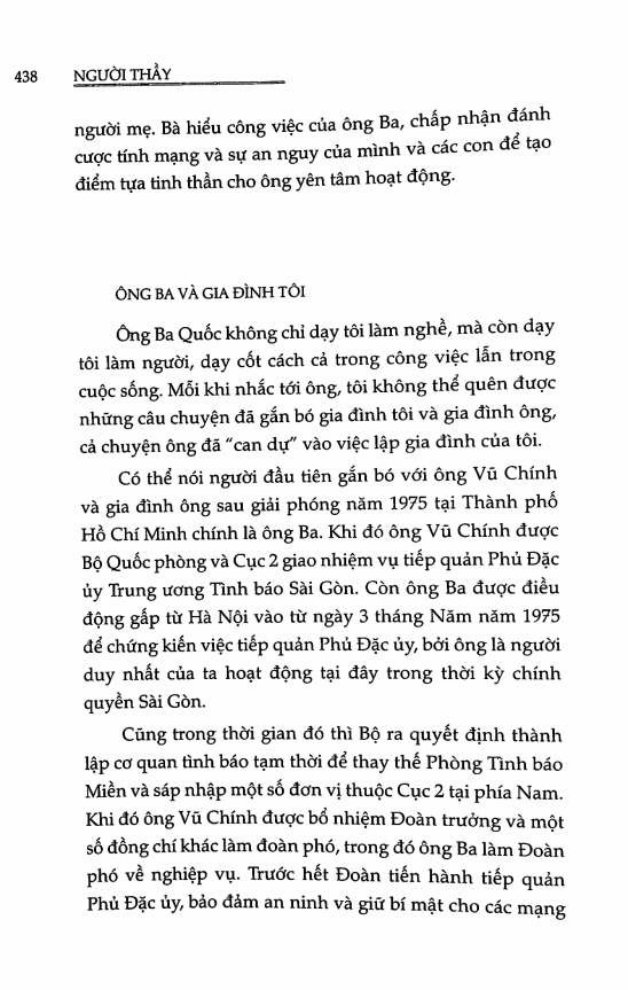 438 NGƯỜI THẦY
người mẹ. Bà hiểu công việc của ông Ba, chấp nhận đánh
cược tính mạng và sự an nguy của mình và các con để tạo
điểm tựa tinh thần cho ông yên tâm hoạt động.
ÔNG BA VÀ GIA ĐÌNH TÔI
Ông Ba Quốc không chỉ dạy tôi làm nghề, mà còn dạy
tôi làm người, dạy cốt cách cả trong công việc lẫn trong
cuộc sống. Mỗi khi nhắc tới ông, tôi không thể quên được
những câu chuyện đã gắn bó gia đình tôi và gia đình ông,
cả chuyện ông đã “can dự” vào việc lập gia đình của tôi.
Có thể nói người đầu tiên gắn bó với ông Vũ Chính
và gia đình ông sau giải phóng năm 1975 tại Thành phố
Hồ Chí Minh chính là ông Ba. Khi đó ông Vũ Chính được
Bộ Quốc phòng và Cục 2 giao nhiệm vụ tiếp quản Phủ Đặc
ủy Trung ương Tình báo Sài Gòn. Còn ông Ba được điều
động gấp từ Hà Nội vào từ ngày 3 tháng Năm năm 1975
để chứng kiến việc tiếp quản Phủ Đặc ủy, bởi ông là người
duy nhất của ta hoạt động tại đây trong thời kỳ chính
quyền Sài Gòn.
Cũng trong thời gian đó thì Bộ ra quyết định thành
lập cơ quan tình báo tạm thời để thay thế Phòng Tình báo
Miền và sáp nhập một số đơn vị thuộc Cục 2 tại phía Nam.
Khi đó ông Vũ Chính được bổ nhiệm Đoàn trưởng và một
số đồng chí khác làm đoàn phó, trong đó ông Ba làm Đoàn
phó về nghiệp vụ. Trước hết Đoàn tiến hành tiếp quản
Phủ Đặc ủy, bảo đảm an ninh và giữ bí mật cho các mạng